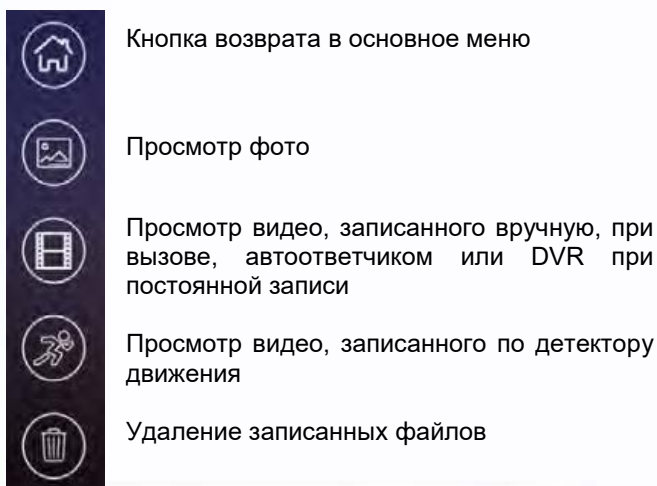 Кнопка возврата в основное меню
Просмотр фото
Просмотр видео, записанного вручную, при
вызове, автоответчиком или DVR при
постоянной записи
Просмотр видео, записанного по детектору
движения
Удаление записанных файлов